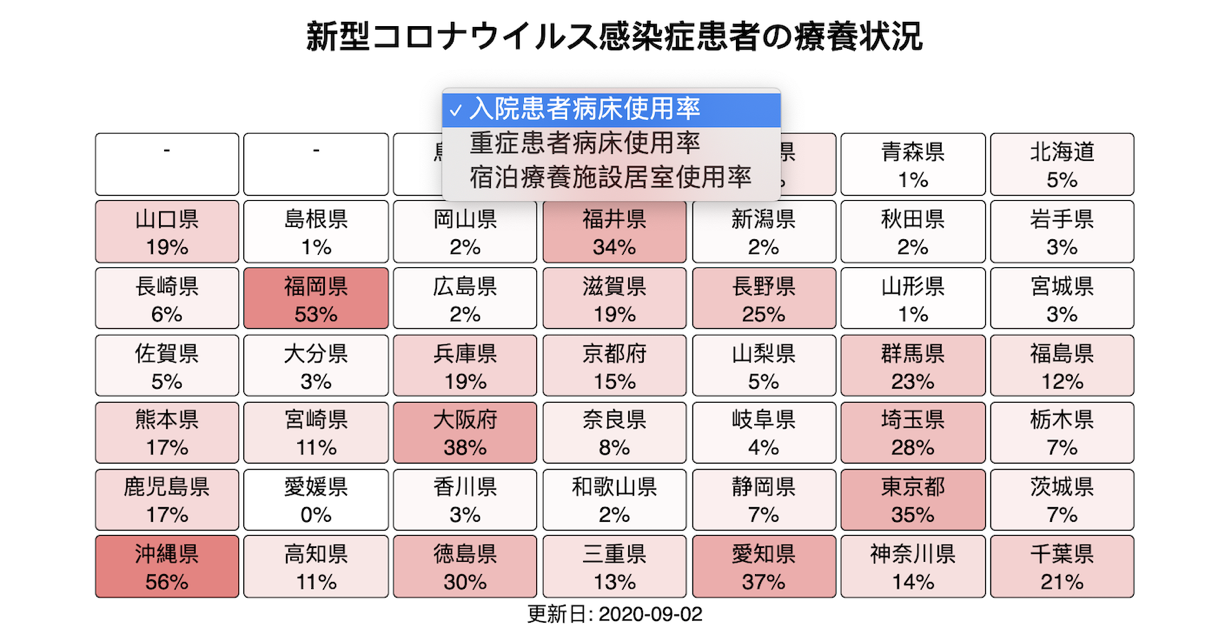 新型コロナウイルス感染症患者の療養状況
✓ 入院患者病床使用率
重症患者病床使用率
宿泊療養施設居室使用率
- - 県 青森県 北海道
1% 5%
山口県 島根県 岡山県 福井県 新潟県 秋田県 岩手県
19% 1% 2% 34% 2% 2% 3%
長崎県 福岡県 広島県 滋賀県 長野県 山形県 宮城県
6% 53% 2% 19% 25% 1% 3%
佐賀県 大分県 兵庫県 京都府 山梨県 群馬県 福島県
5% 3% 19% 15% 5% 23% 12%
熊本県 宮崎県 大阪府 奈良県 岐阜県 埼玉県 栃木県
17% 11% 38% 8% 4% 28% 7%
鹿児島県 愛媛県 香川県 和歌山県 静岡県 東京都 茨城県
17% 0% 3% 2% 7% 35% 7%
沖縄県 高知県 徳島県 三重県 愛知県 神奈川県 千葉県
56% 11% 30% 13% 37% 14% 21%
更新日: 2020-09-02